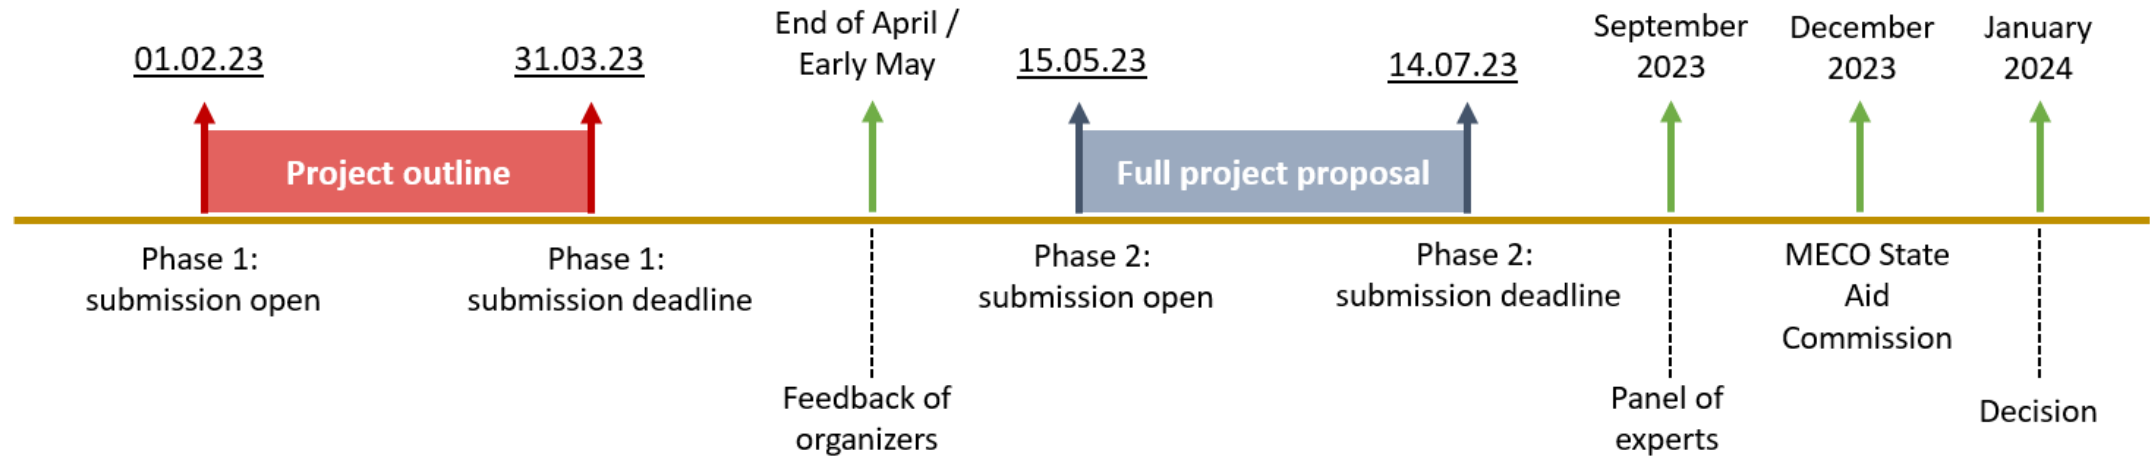 01.02.23
31.03.23
End of April /
Early May
15.05.23
14.07.23
September
2023
December
2023
January
2024
Project outline
Full project proposal
Phase 1:
submission open
Phase 1:
submission deadline
Phase 2:
submission open
Phase 2:
submission deadline
MECO State
Aid
Commission
Feedback of
organizers
Panel of
experts
Decision